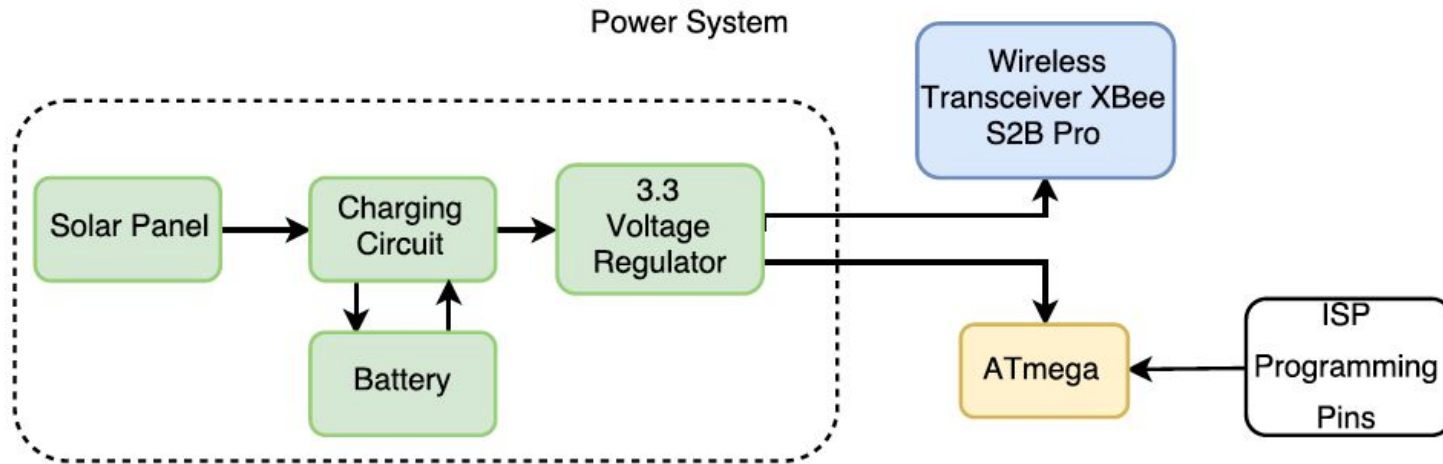 Power System
Wireless
Transceiver XBee
S2B Pro
Solar Panel
Charging
Circuit
3.3
Voltage
Regulator
Battery
ATmega
ISP
Programming
Pins